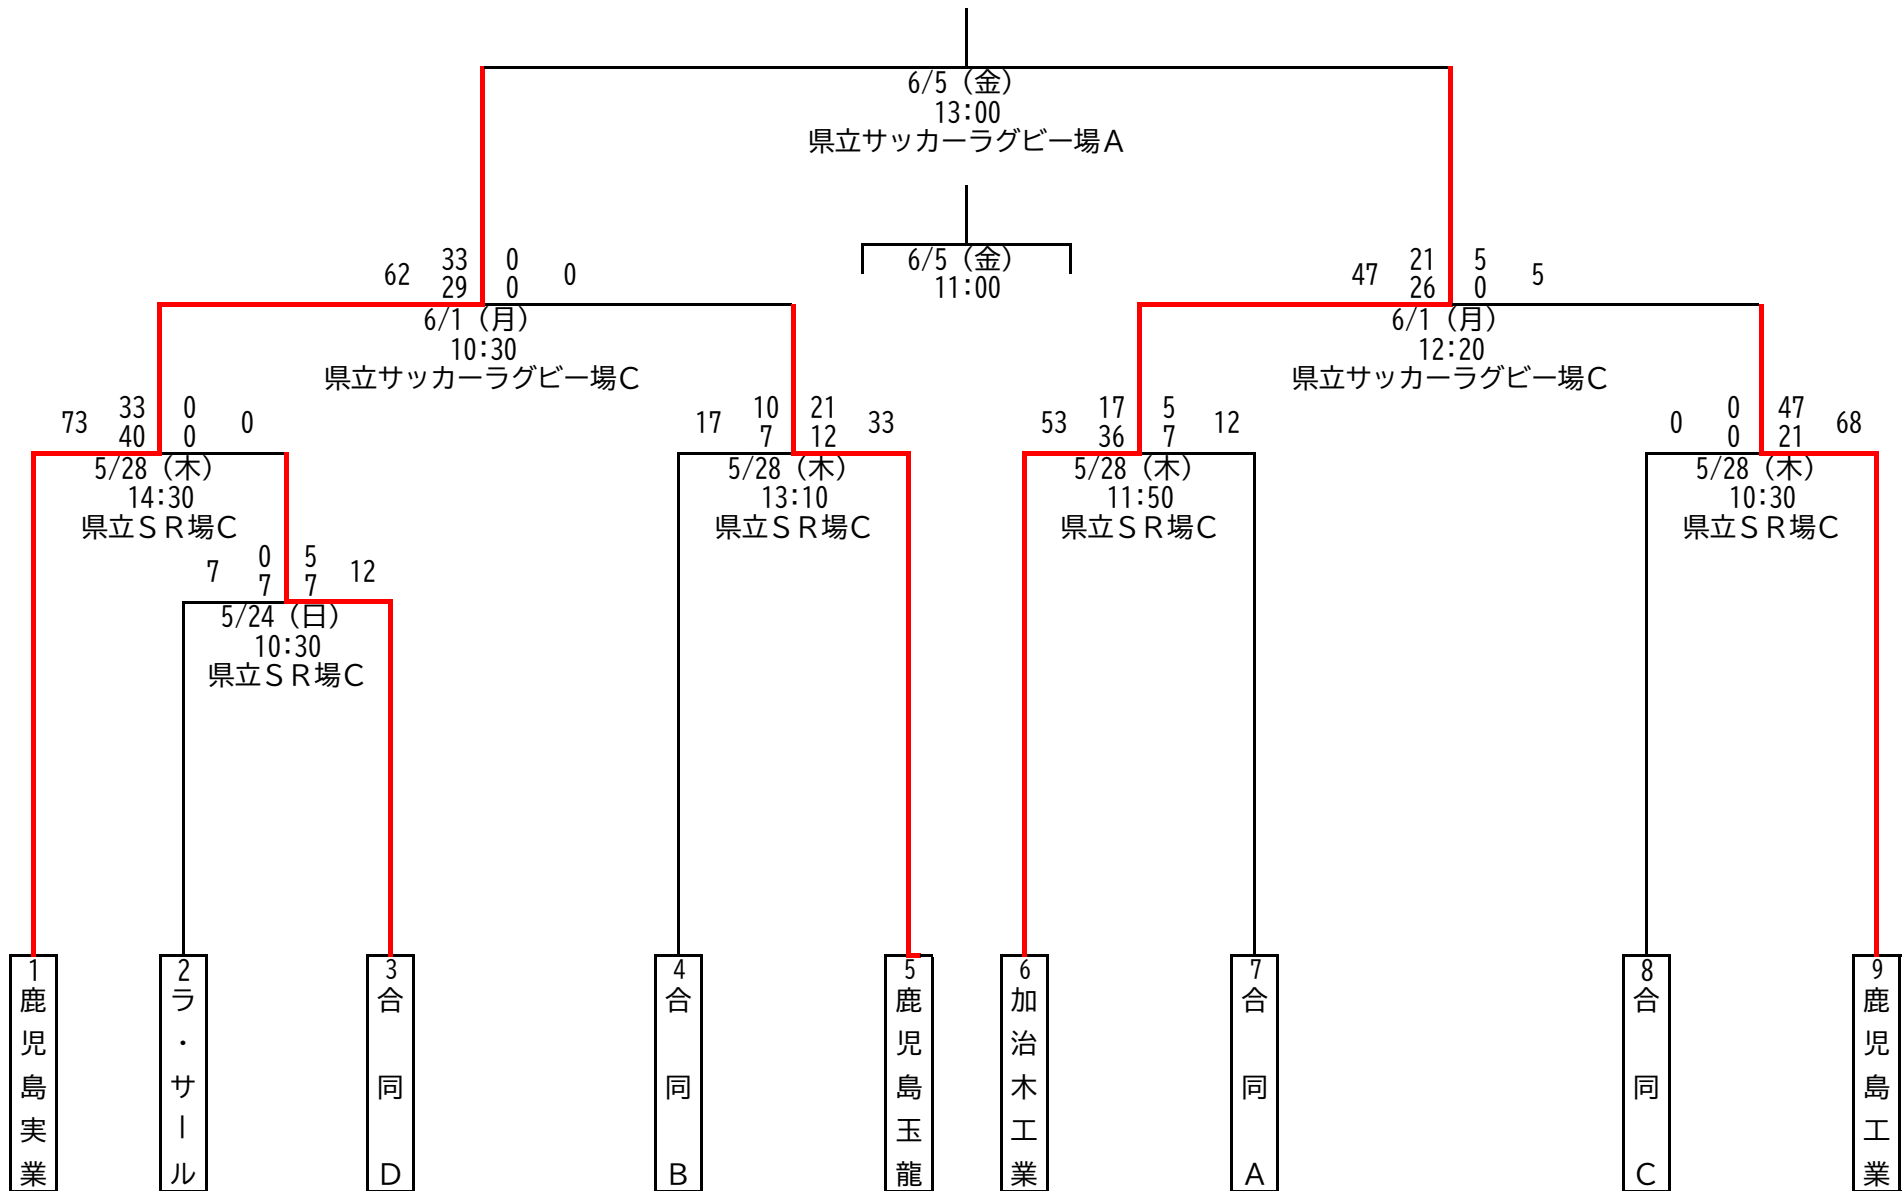 6/5（金）
13:00
県立サッカーラグビー場A
6/5（金）
11:00
62 33 0 0
29 0
6/1（月）
10:30
県立サッカーラグビー場C
47 21 5 5
26 0
6/1（月）
12:20
県立サッカーラグビー場C
73 33 0 0
40 0
5/28（木）
14:30
県立ＳＲ場C
17 10 21 33
7 12
5/28（木）
13:10
県立ＳＲ場C
53 17 5 12
36 7
5/28（木）
11:50
県立ＳＲ場C
0 0 47 68
0 21
5/28（木）
10:30
県立ＳＲ場C
7 0 5 12
7 7
5/24（日）
10:30
県立ＳＲ場C
1
鹿児島実業
2
ラ・サール
3
合同D
4
合同B
5
鹿児島玉龍
6
加治木工業
7
合同A
8
合同C
9
鹿児島工業